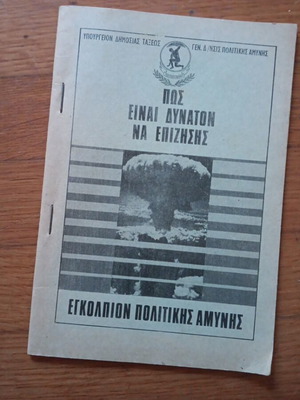 ΥΠΟΥΡΓΕΙΟΝ ΔΗΜΟΣΙΑΣ ΤΑΞΕΩΣ
ΓΕΝ. Δ/ΝΣΙΣ ΠΟΛΙΤΙΚΗΣ ΑΜΥΝΗΣ
ΠΩΣ
ΕΙΝΑΙ ΔΥΝΑΤΟΝ
ΝΑ ΕΠΙΖΗΣΗΣ
ΕΓΚΟΛΠΙΟΝ ΠΟΛΙΤΙΚΗΣ ΑΜΥΝΗΣ